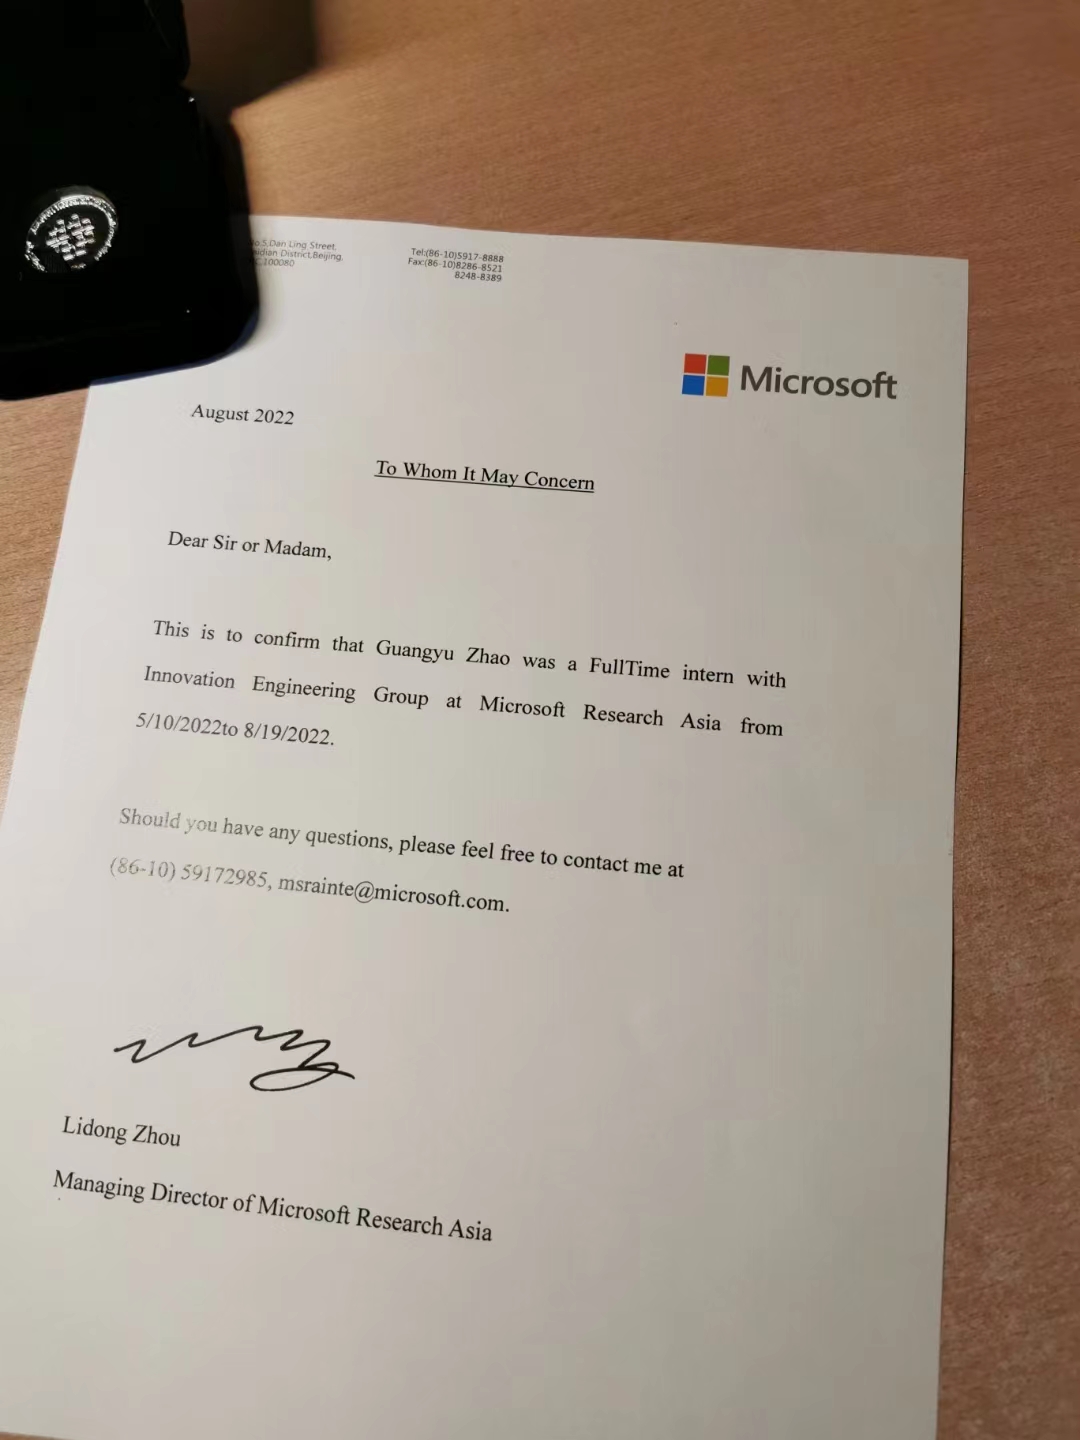 5,Dan Ling Street,
District,Beijing,
100080
Tel:(86-10)5917-8888
Fax:(86-10)8286-8521
8248-8389
Microsoft
August 2022
To Whom It May Concern
Dear Sir or Madam,
This is to confirm that Guangyu Zhao was a FullTime intern with
Innovation Engineering Group at Microsoft Research Asia from
5/10/2022to 8/19/2022.
Should you have any questions, please feel free to contact me at
(86-10) 59172985, msrainte@microsoft.com.
Lidong Zhou
Managing Director of Microsoft Research Asia